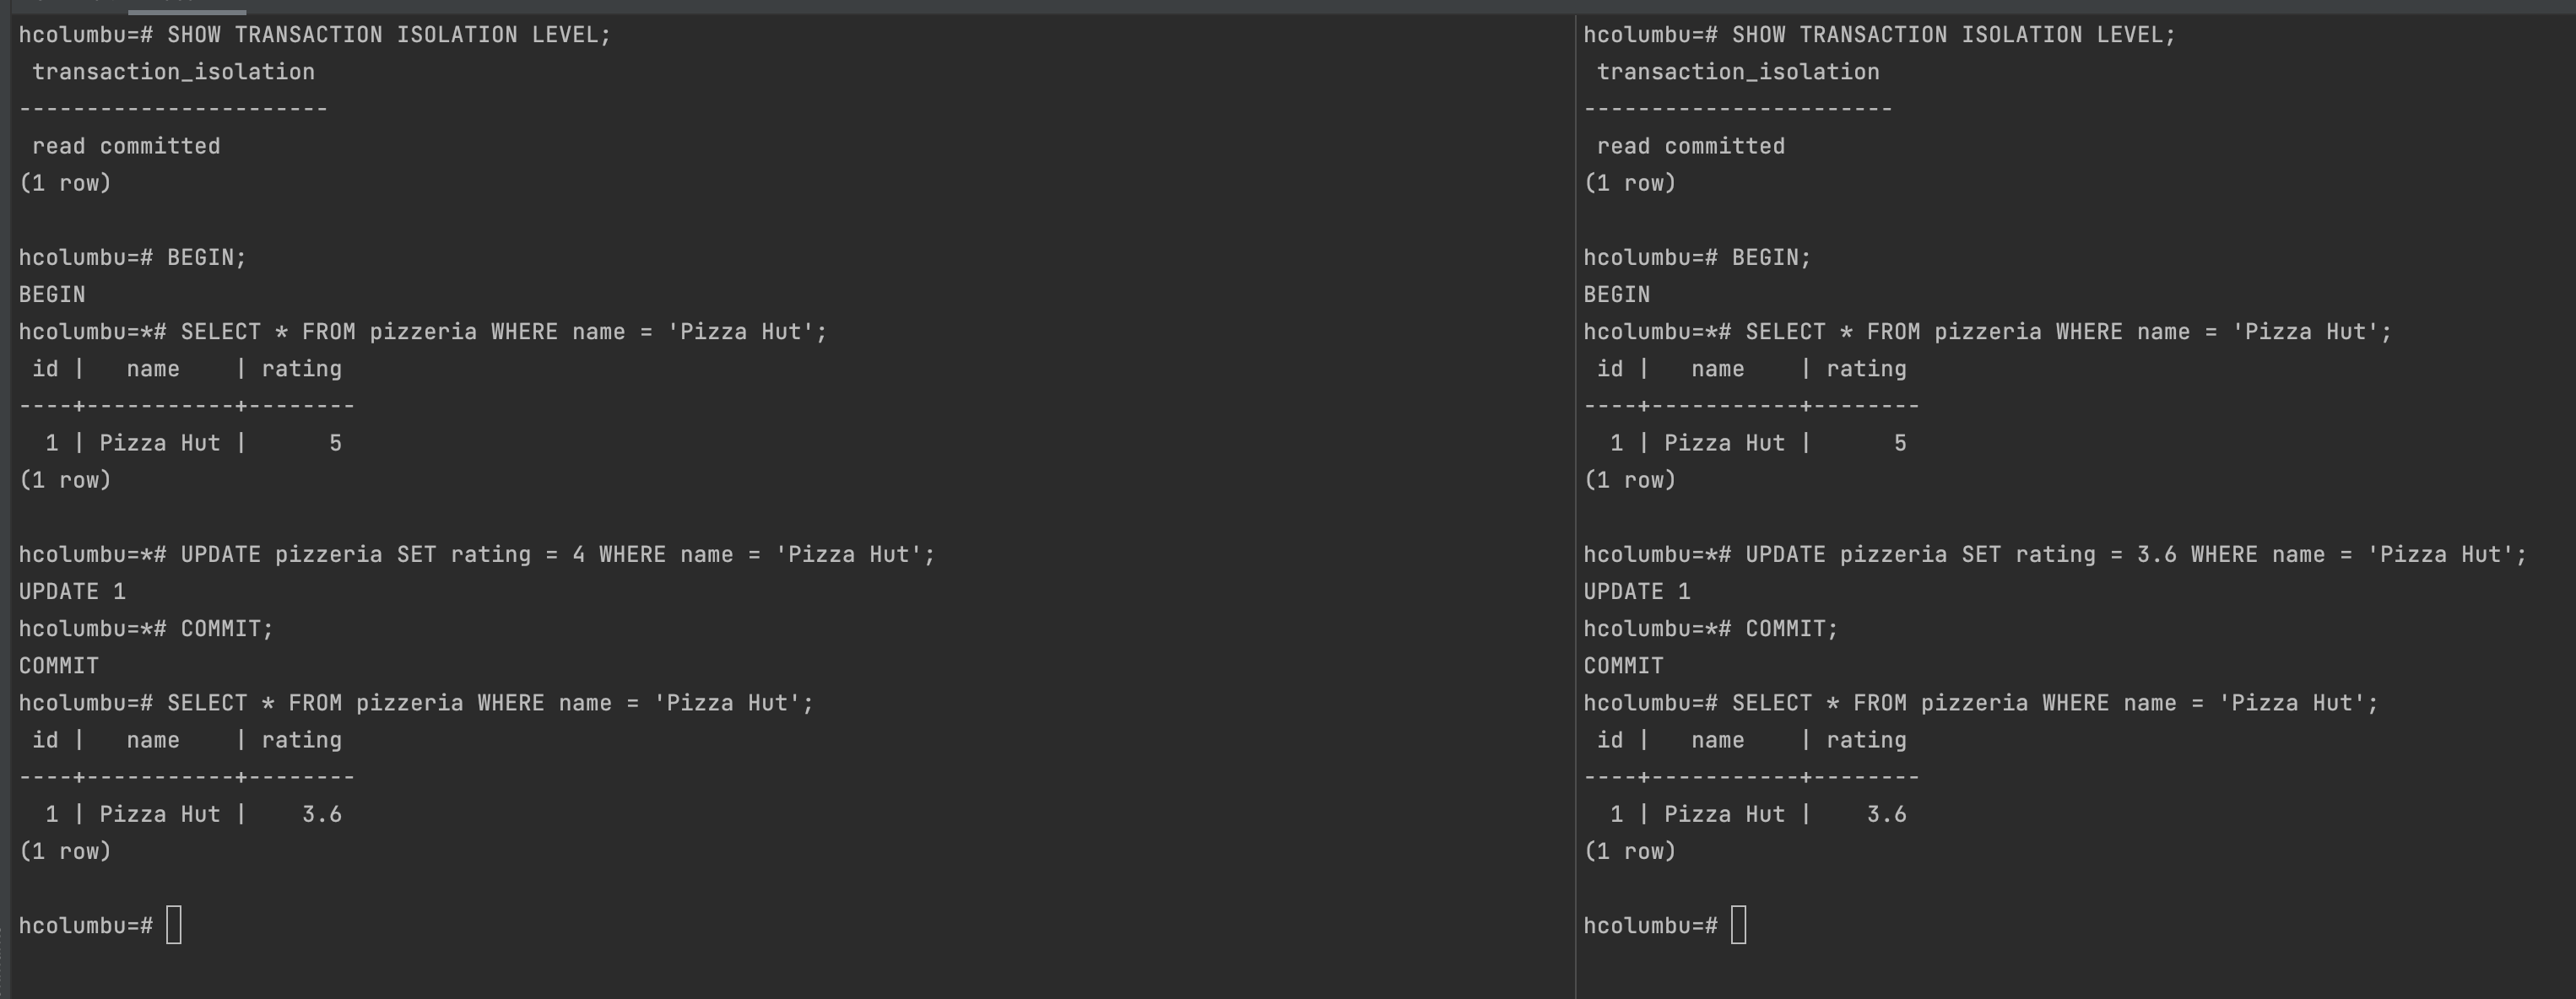 hcolumbu=# SHOW TRANSACTION ISOLATION LEVEL;
 transaction_isolation
-----------------------
 read committed
(1 row)

hcolumbu=# BEGIN;
BEGIN
hcolumbu=*# SELECT * FROM pizzeria WHERE name = 'Pizza Hut';
 id |   name    | rating
----+-----------+--------
  1 | Pizza Hut |      5
(1 row)

hcolumbu=*# UPDATE pizzeria SET rating = 4 WHERE name = 'Pizza Hut';
UPDATE 1
hcolumbu=*# COMMIT;
COMMIT
hcolumbu=# SELECT * FROM pizzeria WHERE name = 'Pizza Hut';
 id |   name    | rating
----+-----------+--------
  1 | Pizza Hut |    3.6
(1 row)

hcolumbu=#
hcolumbu=# SHOW TRANSACTION ISOLATION LEVEL;
 transaction_isolation
-----------------------
 read committed
(1 row)

hcolumbu=# BEGIN;
BEGIN
hcolumbu=*# SELECT * FROM pizzeria WHERE name = 'Pizza Hut';
 id |   name    | rating
----+-----------+--------
  1 | Pizza Hut |      5
(1 row)

hcolumbu=*# UPDATE pizzeria SET rating = 3.6 WHERE name = 'Pizza Hut';
UPDATE 1
hcolumbu=*# COMMIT;
COMMIT
hcolumbu=# SELECT * FROM pizzeria WHERE name = 'Pizza Hut';
 id |   name    | rating
----+-----------+--------
  1 | Pizza Hut |    3.6
(1 row)

hcolumbu=#